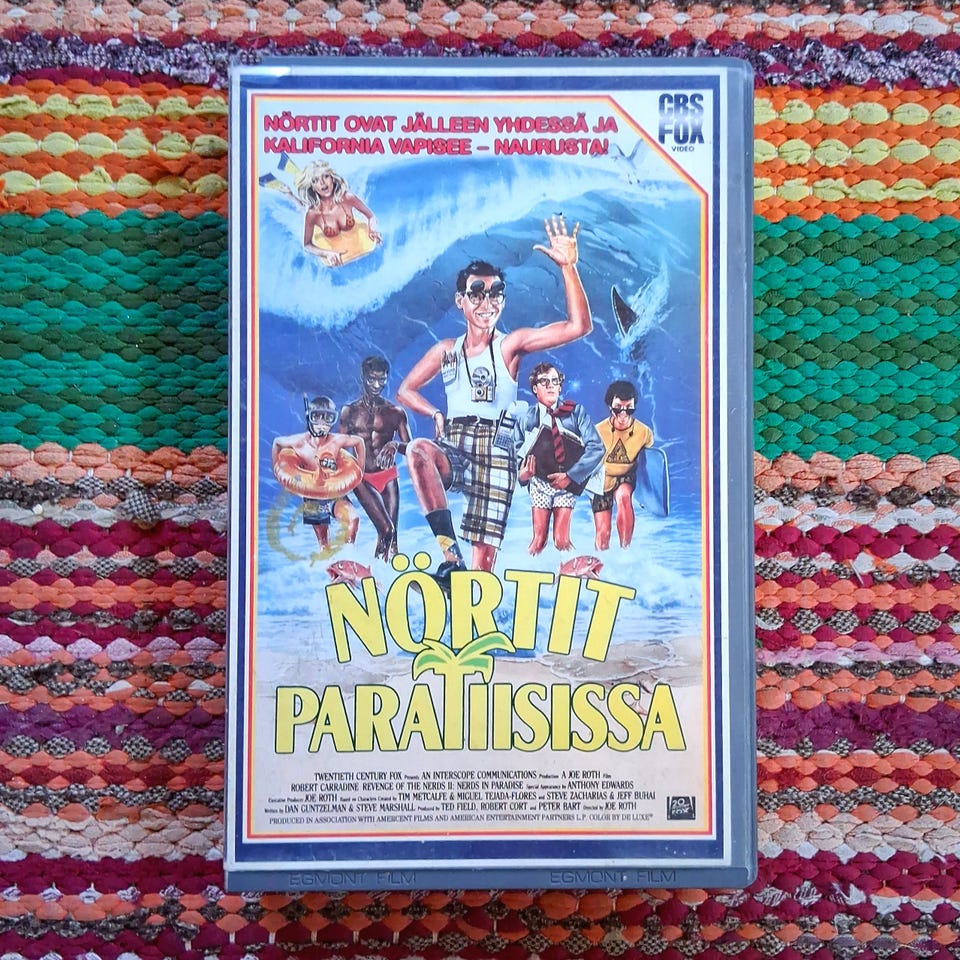 NÖRTIT OVAT JÄLLEEN YHDESSÄ JA
KALIFORNIA VAPISEE – NAURUSTA!
CBS
FOX
VIDEO
NÖRTIT
PARATIISISSA
TWENTIETH CENTURY FOX Presents AN INTERSCOPE COMMUNICATIONS Production A JOE ROTH Film
ROBERT CARRADINE REVENGE OF THE NERDS II: NERDS IN PARADISE Special Appearance by ANTHONY EDWARDS
Executive Producer JOE ROTH Based on Characters Created by TIM METCALFE & MIGUEL TEJADA-FLORES and STEVE ZACHARIAS & JEFF BUHAI
Written by DAN GUNTZELMAN & STEVE MARSHALL Produced by TED FIELD, ROBERT CORT and PETER BART Directed by JOE ROTH
PRODUCED IN ASSOCIATION WITH AMERCENT FILMS AND AMERICAN ENTERTAINMENT PARTNERS L.P. COLOR BY DE LUXE®
EGMONT FILM EGMONT FILM